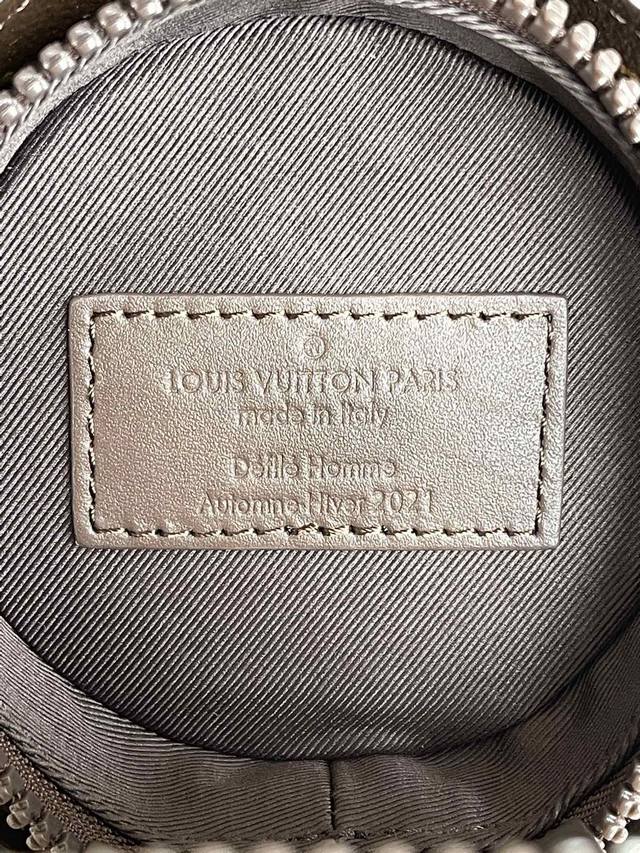 LOUIS VUITTON PARIS
made in Italy
Défilé Homme
Automne-Hiver 2021